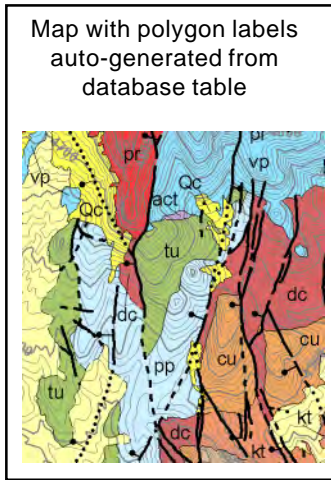 Map with polygon labels
auto-generated from
database table
pr
pr
vp
vp
Qc
Qc
act
tu
dc
dc
cu
pp
cu
tu
kt
dc
kt